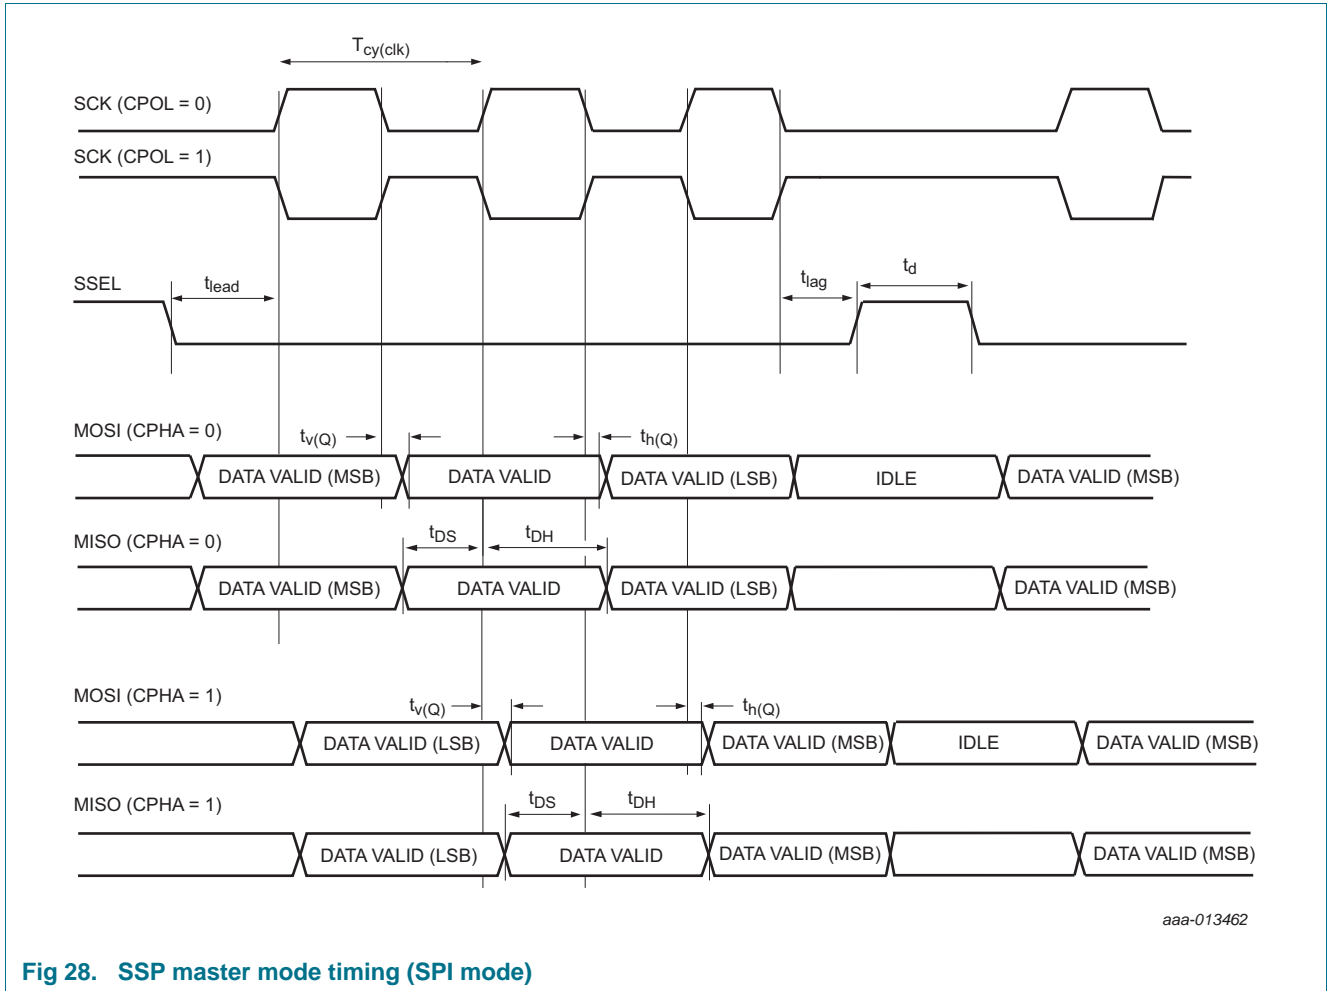 Tcy(clk)
SCK (CPOL = 0)
SCK (CPOL = 1)
SSEL
tlead
tlag
td
MOSI (CPHA = 0)
tv(Q)
th(Q)
DATA VALID (MSB)
DATA VALID
DATA VALID (LSB)
IDLE
DATA VALID (MSB)
MISO (CPHA = 0)
tDS
tDH
DATA VALID (MSB)
DATA VALID
DATA VALID (LSB)
DATA VALID (MSB)
MOSI (CPHA = 1)
tv(Q)
th(Q)
DATA VALID (LSB)
DATA VALID
DATA VALID (MSB)
IDLE
DATA VALID (MSB)
MISO (CPHA = 1)
tDS
tDH
DATA VALID (LSB)
DATA VALID
DATA VALID (MSB)
DATA VALID (MSB)
aaa-013462
Fig 28. SSP master mode timing (SPI mode)